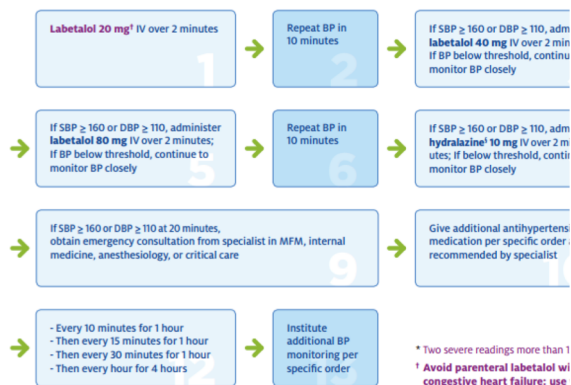 Labetalol 20 mg† IV over 2 minutes
1
Repeat BP in
10 minutes
2
If SBP ≥ 160 or DBP ≥ 110,
labetalol 40 mg IV over 2
If BP below threshold,
monitor BP closely
If SBP ≥ 160 or DBP ≥ 110, administer
labetalol 80 mg IV over 2 minutes;
If BP below threshold, continue to
monitor BP closely
5
Repeat BP in
10 minutes
6
If SBP ≥ 160 or DBP ≥ 110,
hydralazine§ 10 mg IV over 2
utes; If below threshold,
monitor BP closely
If SBP ≥ 160 or DBP ≥ 110 at 20 minutes,
obtain emergency consultation from specialist in MFM, internal
medicine, anesthesiology, or critical care
9
Give additional
medication per specific order
recommended by specialist
10
- Every 10 minutes for 1 hour
- Then every 15 minutes for 1 hour
- Then every 30 minutes for 1 hour
- Then every hour for 4 hours
12
Institute
additional BP
monitoring per
specific order
13
* Two severe readings more than
† Avoid parenteral labetalol
congestive heart failure; use